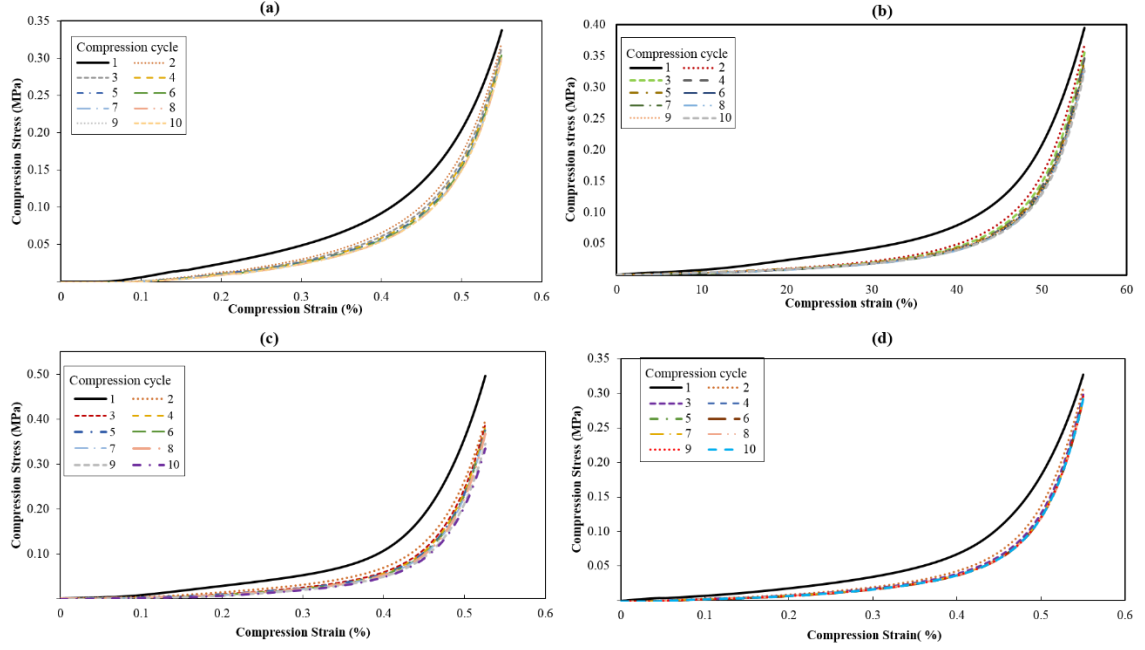 (a)
Compression Stress (MPa)
0.35
0.30
0.25
0.20
0.15
0.10
0.05
Compression cycle
1 2
3 4
5 6
7 8
9 10
0 0.1 0.2 0.3 0.4 0.5 0.6
Compression Strain (%)
(b)
Compression stress (MPa)
0.40
0.35
0.30
0.25
0.20
0.15
0.10
0.05
0.00
Compression cycle
1 2
3 4
5 6
7 8
9 10
0 10 20 30 40 50 60
Compression strain (%)
(c)
Compression Stress (MPa)
0.50
0.40
0.30
0.20
0.10
Compression cycle
1 2
3 4
5 6
7 8
9 10
0 0.1 0.2 0.3 0.4 0.5 0.6
Compression Strain (%)
(d)
Compression Stress (MPa)
0.35
0.30
0.25
0.20
0.15
0.10
0.05
Compression cycle
1 2
3 4
5 6
7 8
9 10
0 0.1 0.2 0.3 0.4 0.5 0.6
Compression Strain( %)